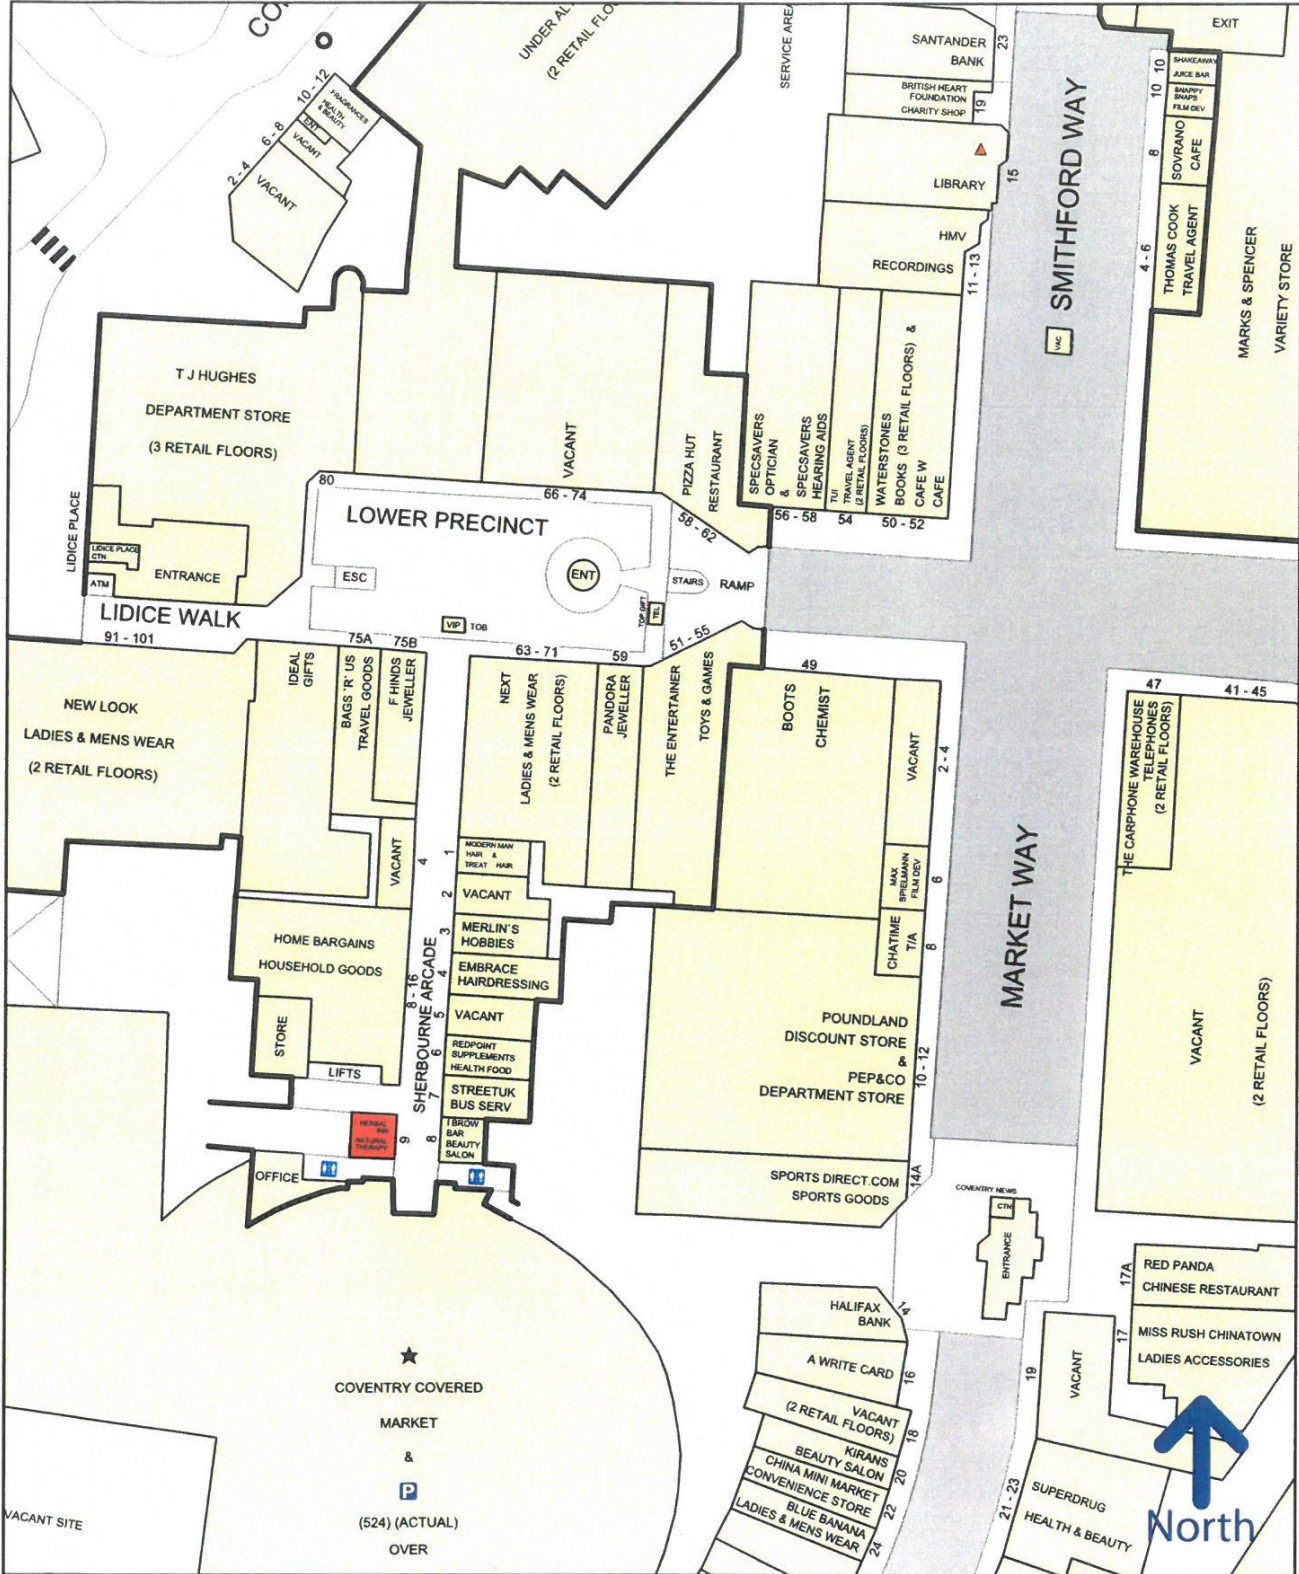 EXIT
SANTANDER
BANK
23
SHAKEAWAY
JUICE BAR
10
BRITISH HEART
FOUNDATION
CHARITY SHOP
19
SNAPPY
SNAPS
FILM DEV
10
UNDER AL
(2 RETAIL FLO
SERVICE AREA
CO
10 - 12
FRAGRANCES
HEALTH
& BEAUTY
ENT
6 - 8
VACANT
2 - 4
VACANT
LIBRARY
15
SMITHFORD WAY
8
SOVRANO
CAFE
HMV
RECORDINGS
11 - 13
4 - 6
THOMAS COOK
TRAVEL AGENT
VAC
MARKS & SPENCER
VARIETY STORE
T J HUGHES
DEPARTMENT STORE
(3 RETAIL FLOORS)
VACANT
PIZZA HUT
RESTAURANT
SPECSAVERS
OPTICIAN
&
SPECSAVERS
HEARING AIDS
TUI
TRAVEL AGENT
(2 RETAIL FLOORS)
WATERSTONES
BOOKS (3 RETAIL FLOORS) &
CAFE W
CAFE
80
66 - 74
58 - 62
56 - 58
54
50 - 52
LOWER PRECINCT
LIDICE PLACE
LIDICE PLACE
CTN
ATM
ENTRANCE
ESC
ENT
STAIRS
RAMP
LIDICE WALK
VIP
TOB
TOP GIFT
TEL
91 - 101
75A
75B
63 - 71
59
51 - 55
49
47
41 - 45
NEW LOOK
LADIES & MENS WEAR
(2 RETAIL FLOORS)
IDEAL
GIFTS
BAGS 'R' US
TRAVEL GOODS
F HINDS
JEWELLER
NEXT
LADIES & MENS WEAR
(2 RETAIL FLOORS)
PANDORA
JEWELLER
THE ENTERTAINER
TOYS & GAMES
BOOTS
CHEMIST
VACANT
2 - 4
THE CARPHONE WAREHOUSE
TELEPHONES
(2 RETAIL FLOORS)
VACANT
4
1
MODERN MAN
HAIR &
TREAT HAIR
MAX
SPIELMANN
FILM DEV
6
2
VACANT
3
MERLIN'S
HOBBIES
CHATIME
T/A
8
MARKET WAY
HOME BARGAINS
HOUSEHOLD GOODS
8 - 16
SHERBOURNE ARCADE
4
EMBRACE
HAIRDRESSING
5
VACANT
POUNDLAND
DISCOUNT STORE
&
PEP&CO
DEPARTMENT STORE
10 - 12
VACANT
(2 RETAIL FLOORS)
STORE
6
REDPOINT
SUPPLEMENTS
HEALTH FOOD
LIFTS
7
STREETUK
BUS SERV
HERBAL
INN
NATURAL
THERAPY
9
8
I BROW
BAR
BEAUTY
SALON
OFFICE
SPORTS DIRECT.COM
SPORTS GOODS
14A
COVENTRY NEWS
CTN
ENTRANCE
17A
RED PANDA
CHINESE RESTAURANT
HALIFAX
BANK
14
17
MISS RUSH CHINATOWN
LADIES ACCESSORIES
A WRITE CARD
16
19
VACANT
COVENTRY COVERED
MARKET
&
P
(524) (ACTUAL)
OVER
VACANT
(2 RETAIL FLOORS)
18
KIRANS
BEAUTY SALON
20
CHINA MINI MARKET
CONVENIENCE STORE
22
BLUE BANANA
LADIES & MENS WEAR
24
21 - 23
SUPERDRUG
HEALTH & BEAUTY
VACANT SITE
North